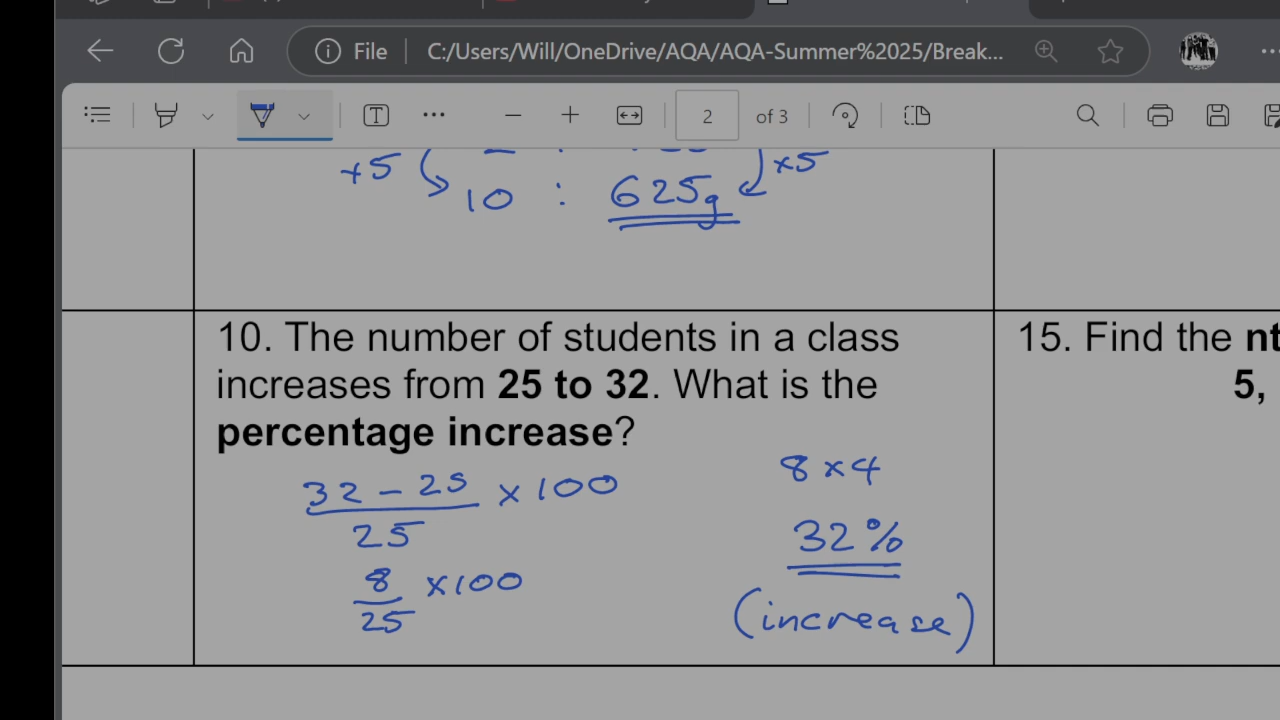 File
C:/Users/Will/OneDrive/AQA/AQA-Summer%2025/Break...
2 of 3
+5
×5
10 : 625g
10. The number of students in a class
increases from 25 to 32. What is the
percentage increase?
32 - 25 × 100
25
8 × 100
25
8 × 4
32%
(increase)
15. Find the
5,